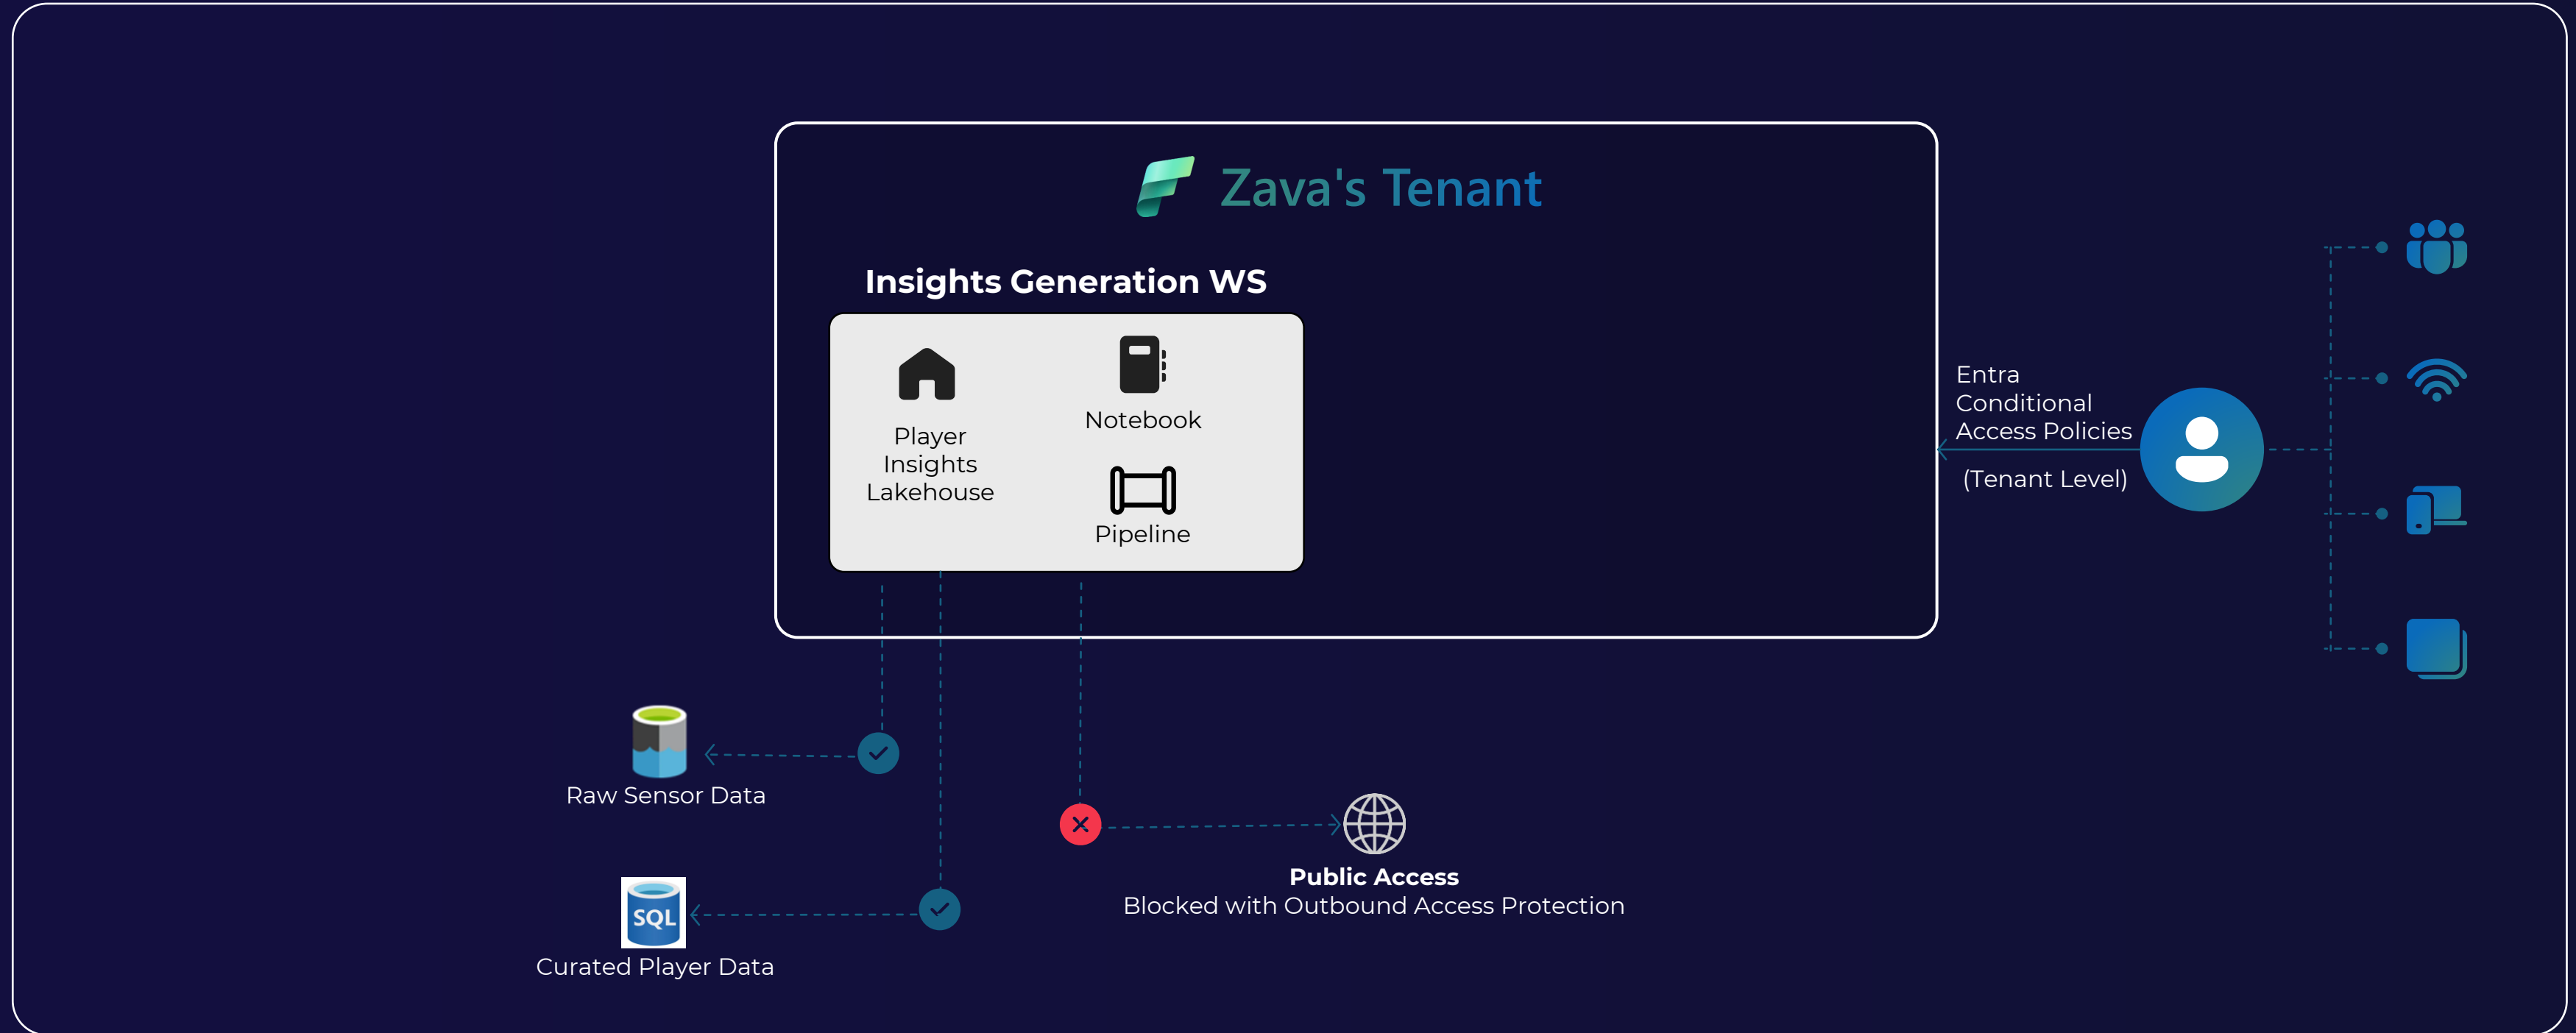 Zava's Tenant
Insights Generation WS
Player
Insights
Lakehouse
Notebook
Pipeline
Entra
Conditional
Access Policies
(Tenant Level)
Raw Sensor Data
SQL
Curated Player Data
Public Access
Blocked with Outbound Access Protection